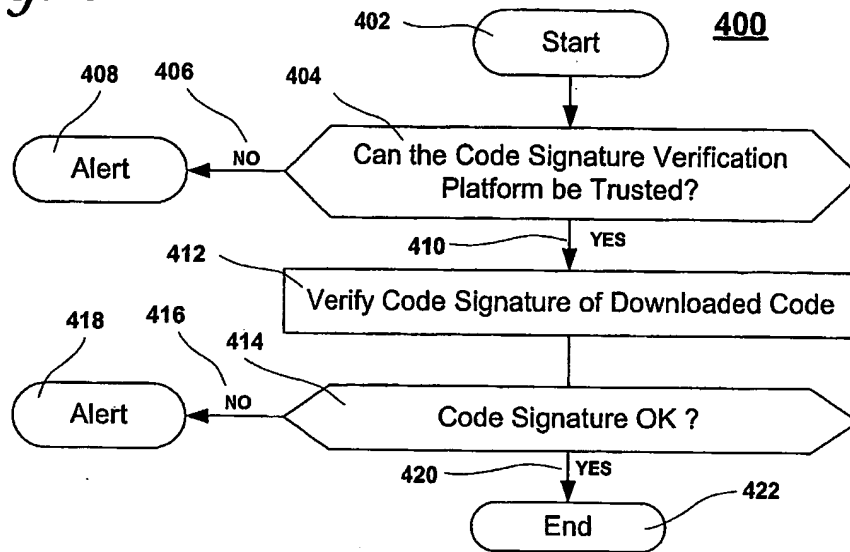 402
Start
400
408
406
404
Alert
NO
Can the Code Signature Verification
Platform be Trusted?
410
YES
412
Verify Code Signature of Downloaded Code
418
416
414
Alert
NO
Code Signature OK ?
420
YES
422
End